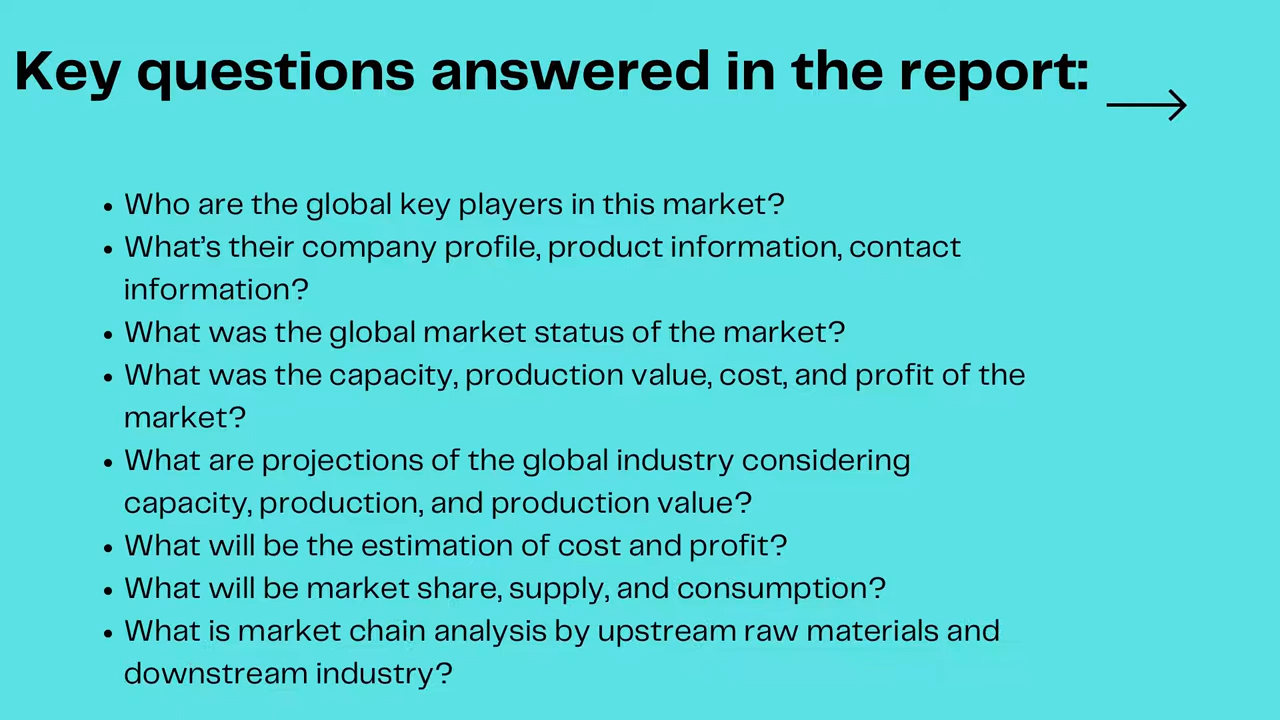 Key questions answered in the report:
• Who are the global key players in this market?
• What’s their company profile, product information, contact
information?
• What was the global market status of the market?
• What was the capacity, production value, cost, and profit of the
market?
• What are projections of the global industry considering
capacity, production, and production value?
• What will be the estimation of cost and profit?
• What will be market share, supply, and consumption?
• What is market chain analysis by upstream raw materials and
downstream industry?